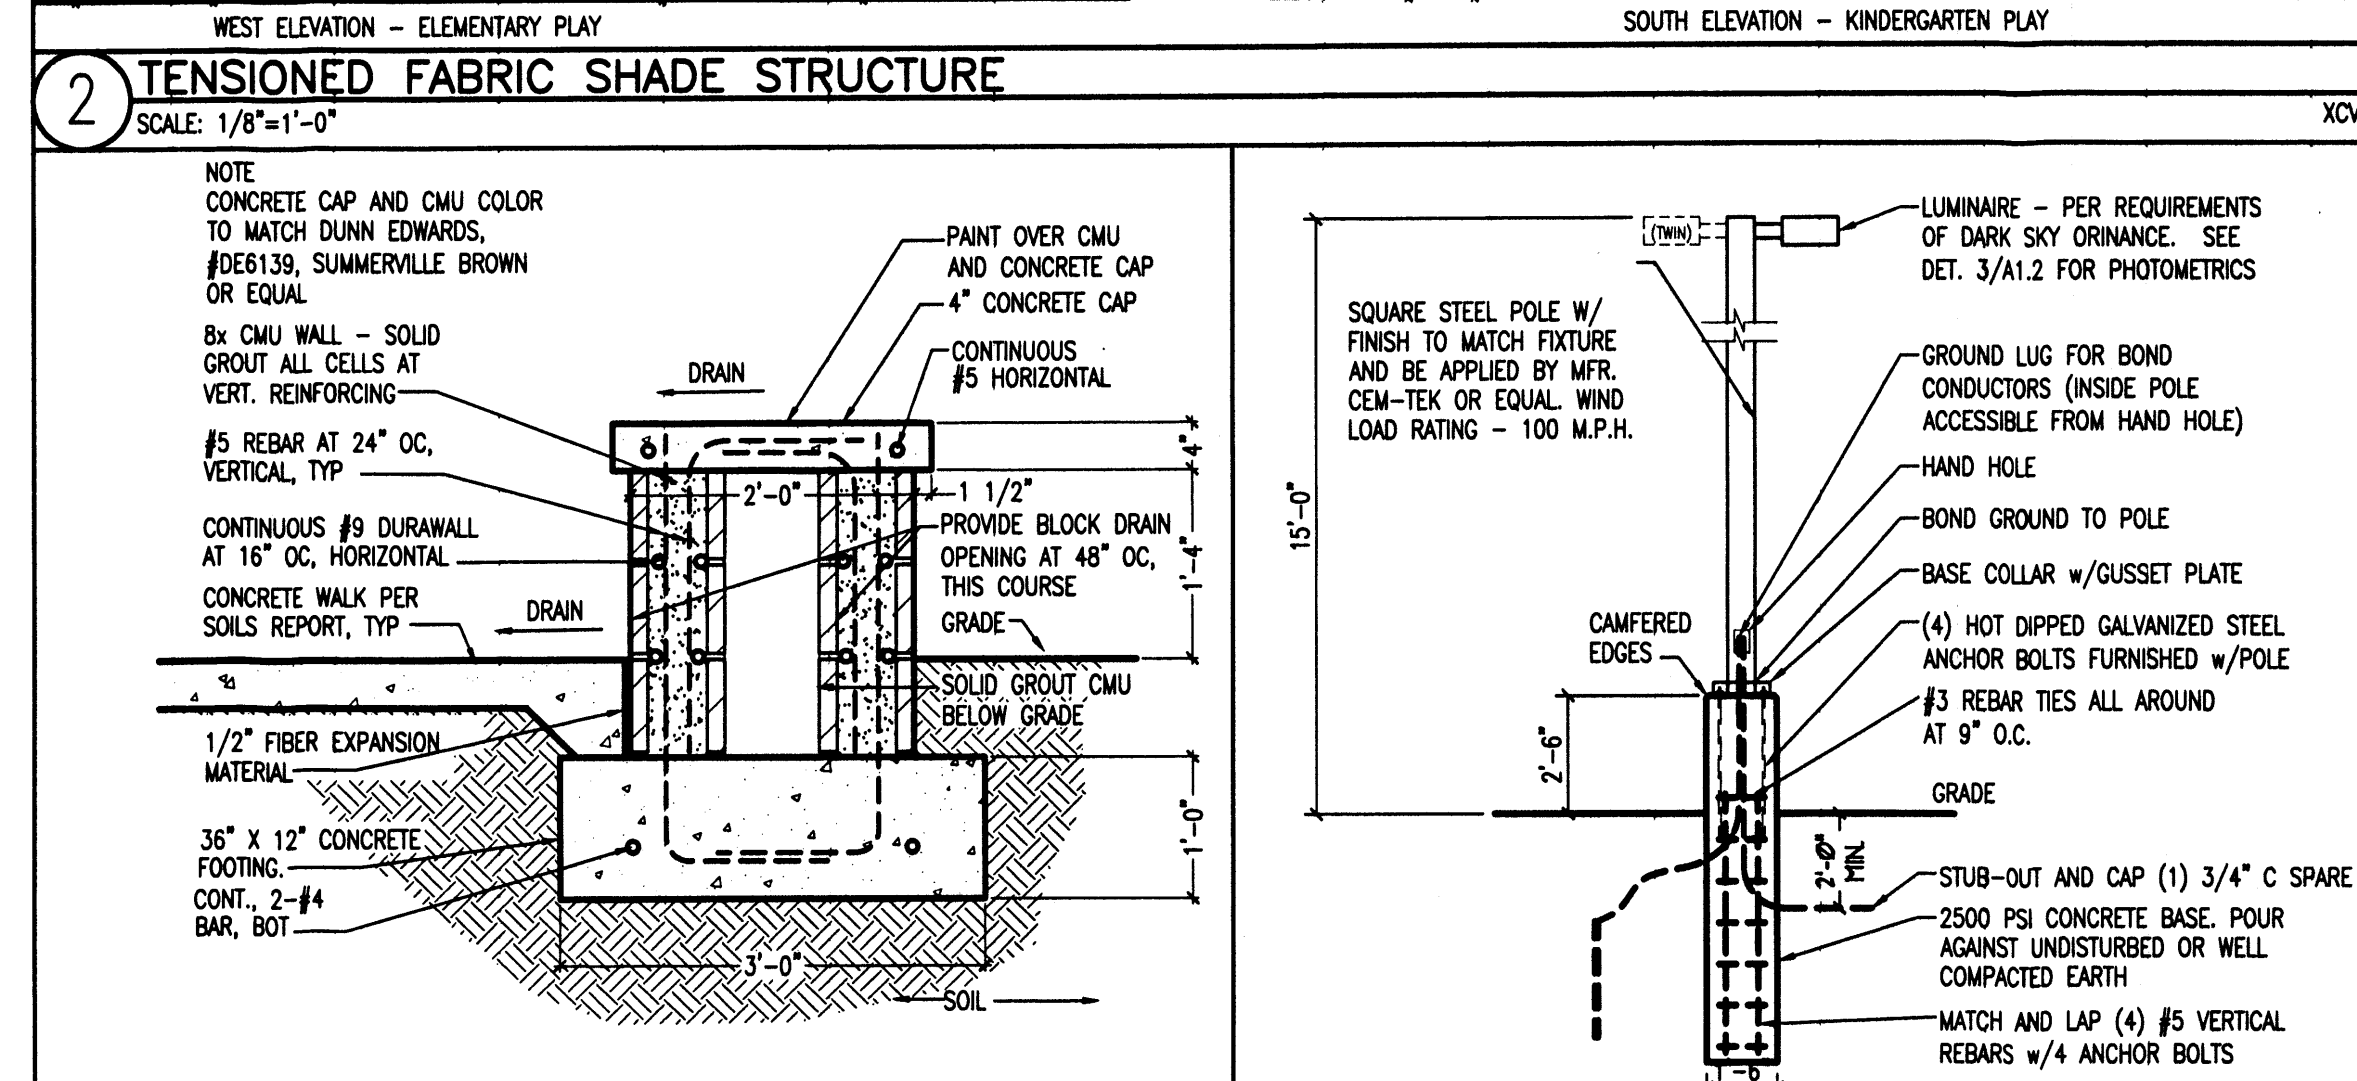 WEST ELEVATION - ELEMENTARY PLAY
SOUTH ELEVATION - KINDERGARTEN PLAY
2
TENSIONED FABRIC SHADE STRUCTURE
SCALE: 1/8"=1'-0"
NOTE
CONCRETE CAP AND CMU COLOR
TO MATCH DUNN EDWARDS,
#DE6139, SUMMERVILLE BROWN
OR EQUAL
8x CMU WALL - SOLID
GROUT ALL CELLS AT
VERT. REINFORCING
#5 REBAR AT 24" OC,
VERTICAL, TYP
CONTINUOUS #9 DURAWALL
AT 16" OC, HORIZONTAL
CONCRETE WALK PER
SOILS REPORT, TYP
1/2" FIBER EXPANSION
MATERIAL
36" X 12" CONCRETE
FOOTING.
CONT., 2-#4
BAR, BOT
DRAIN
DRAIN
PAINT OVER CMU
AND CONCRETE CAP
4" CONCRETE CAP
CONTINUOUS
#5 HORIZONTAL
4"
2'-0"
1 1/2"
PROVIDE BLOCK DRAIN
OPENING AT 48" OC,
THIS COURSE
1'-4"
GRADE
SOLID GROUT CMU
BELOW GRADE
1'-0"
3'-0"
SOIL
15'-0"
(TWIN)
SQUARE STEEL POLE W/
FINISH TO MATCH FIXTURE
AND BE APPLIED BY MFR.
CEM-TEK OR EQUAL. WIND
LOAD RATING - 100 M.P.H.
CAMFERED
EDGES
2'-6"
LUMINAIRE - PER REQUIREMENTS
OF DARK SKY ORINANCE. SEE
DET. 3/A1.2 FOR PHOTOMETRICS
GROUND LUG FOR BOND
CONDUCTORS (INSIDE POLE
ACCESSIBLE FROM HAND HOLE)
HAND HOLE
BOND GROUND TO POLE
BASE COLLAR w/GUSSET PLATE
(4) HOT DIPPED GALVANIZED STEEL
ANCHOR BOLTS FURNISHED w/POLE
#3 REBAR TIES ALL AROUND
AT 9" O.C.
GRADE
2'-0"
MIN.
STUB-OUT AND CAP (1) 3/4" C SPARE
2500 PSI CONCRETE BASE. POUR
AGAINST UNDISTURBED OR WELL
COMPACTED EARTH
MATCH AND LAP (4) #5 VERTICAL
REBARS w/4 ANCHOR BOLTS